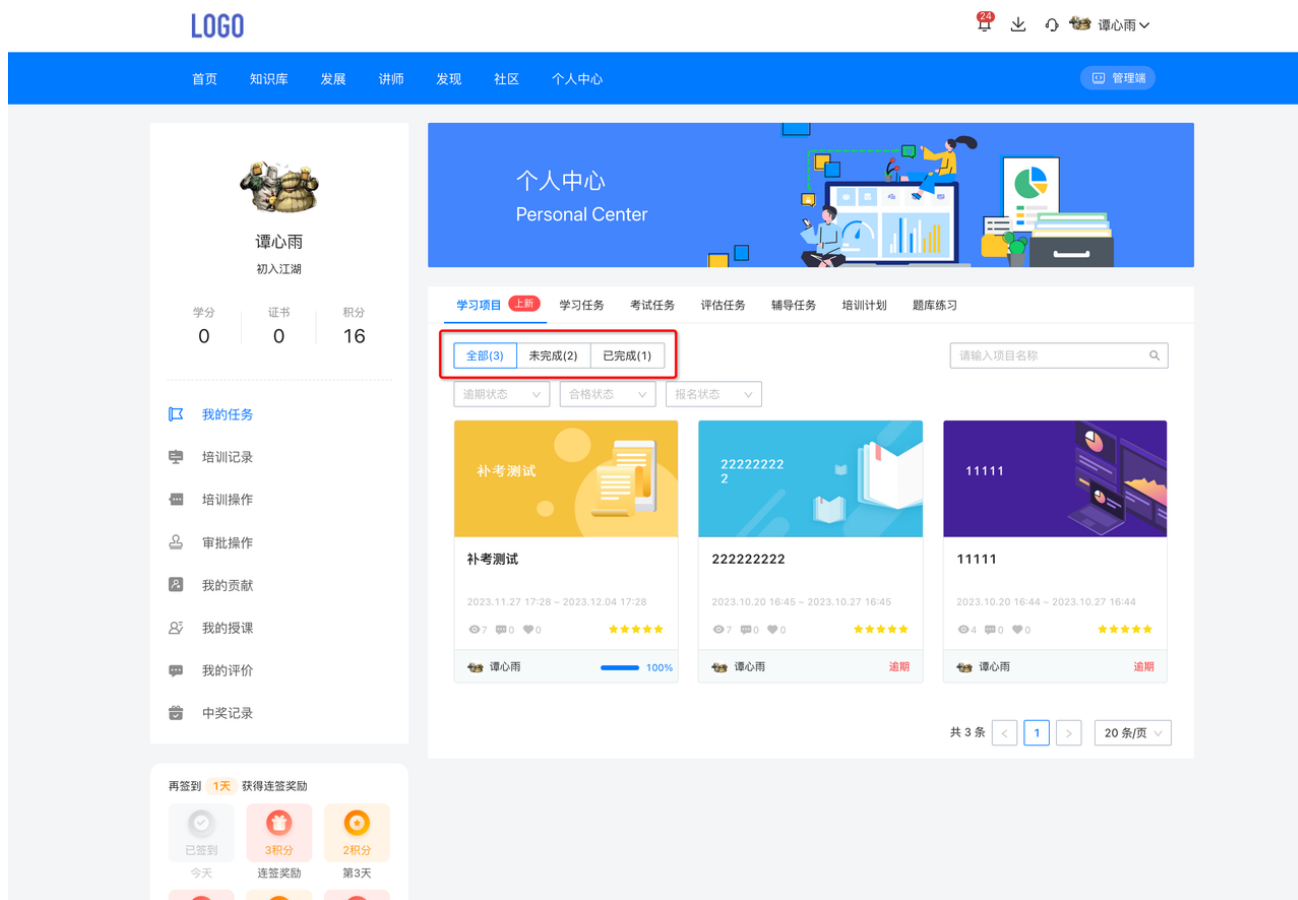 LOGO
24
谭心雨
首页 知识库 发展 讲师 发现 社区 个人中心
管理端
谭心雨
初入江湖
学分 证书 积分
0 0 16
我的任务
培训记录
培训操作
审批操作
我的贡献
我的授课
我的评价
中奖记录
再签到 1天 获得连签奖励
已签到 3积分 2积分
今天 连签奖励 第3天
个人中心
Personal Center
学习项目 上新 学习任务 考试任务 评估任务 辅导任务 培训计划 题库练习
全部(3) 未完成(2) 已完成(1)
请输入项目名称
逾期状态 合格状态 报名状态
补考测试
补考测试
2023.11.27 17:28 ~ 2023.12.04 17:28
7 0 0
谭心雨 100%
22222222
2
222222222
2023.10.20 16:45 ~ 2023.10.27 16:45
7 0 0
谭心雨 逾期
11111
11111
2023.10.20 16:44 ~ 2023.10.27 16:44
4 0 0
谭心雨 逾期
共 3 条 < 1 > 20 条/页